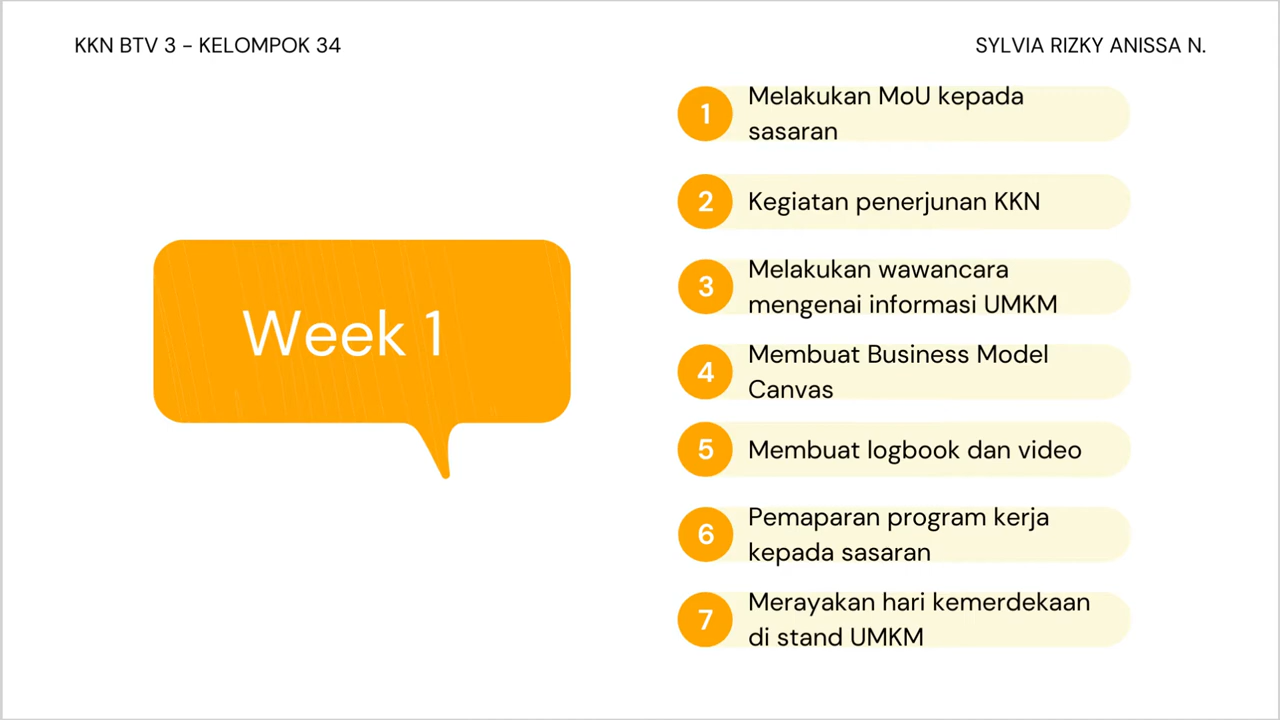 KKN BTV 3 - KELOMPOK 34
SYLVIA RIZKY ANISSA N.
Week 1
1 Melakukan MoU kepada
sasaran
2 Kegiatan penerjunan KKN
3 Melakukan wawancara
mengenai informasi UMKM
4 Membuat Business Model
Canvas
5 Membuat logbook dan video
6 Pemaparan program kerja
kepada sasaran
7 Merayakan hari kemerdekaan
di stand UMKM